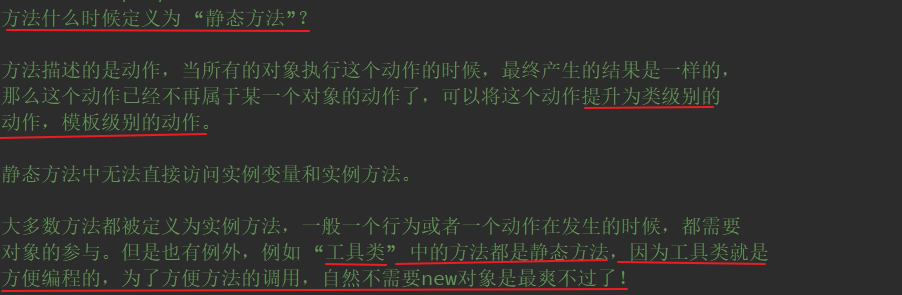 方法什么时候定义为 “静态方法”?
方法描述的是动作，当所有的对象执行这个动作的时候，最终产生的结果是一样的，
那么这个动作已经不再属于某一个对象的动作了，可以将这个动作提升为类级别的
动作，模板级别的动作。
静态方法中无法直接访问实例变量和实例方法。
大多数方法都被定义为实例方法，一般一个行为或者一个动作在发生的时候，都需要
对象的参与。但是也有例外，例如 “工具类” 中的方法都是静态方法，因为工具类就是
方便编程的，为了方便方法的调用，自然不需要new对象是最爽不过了!